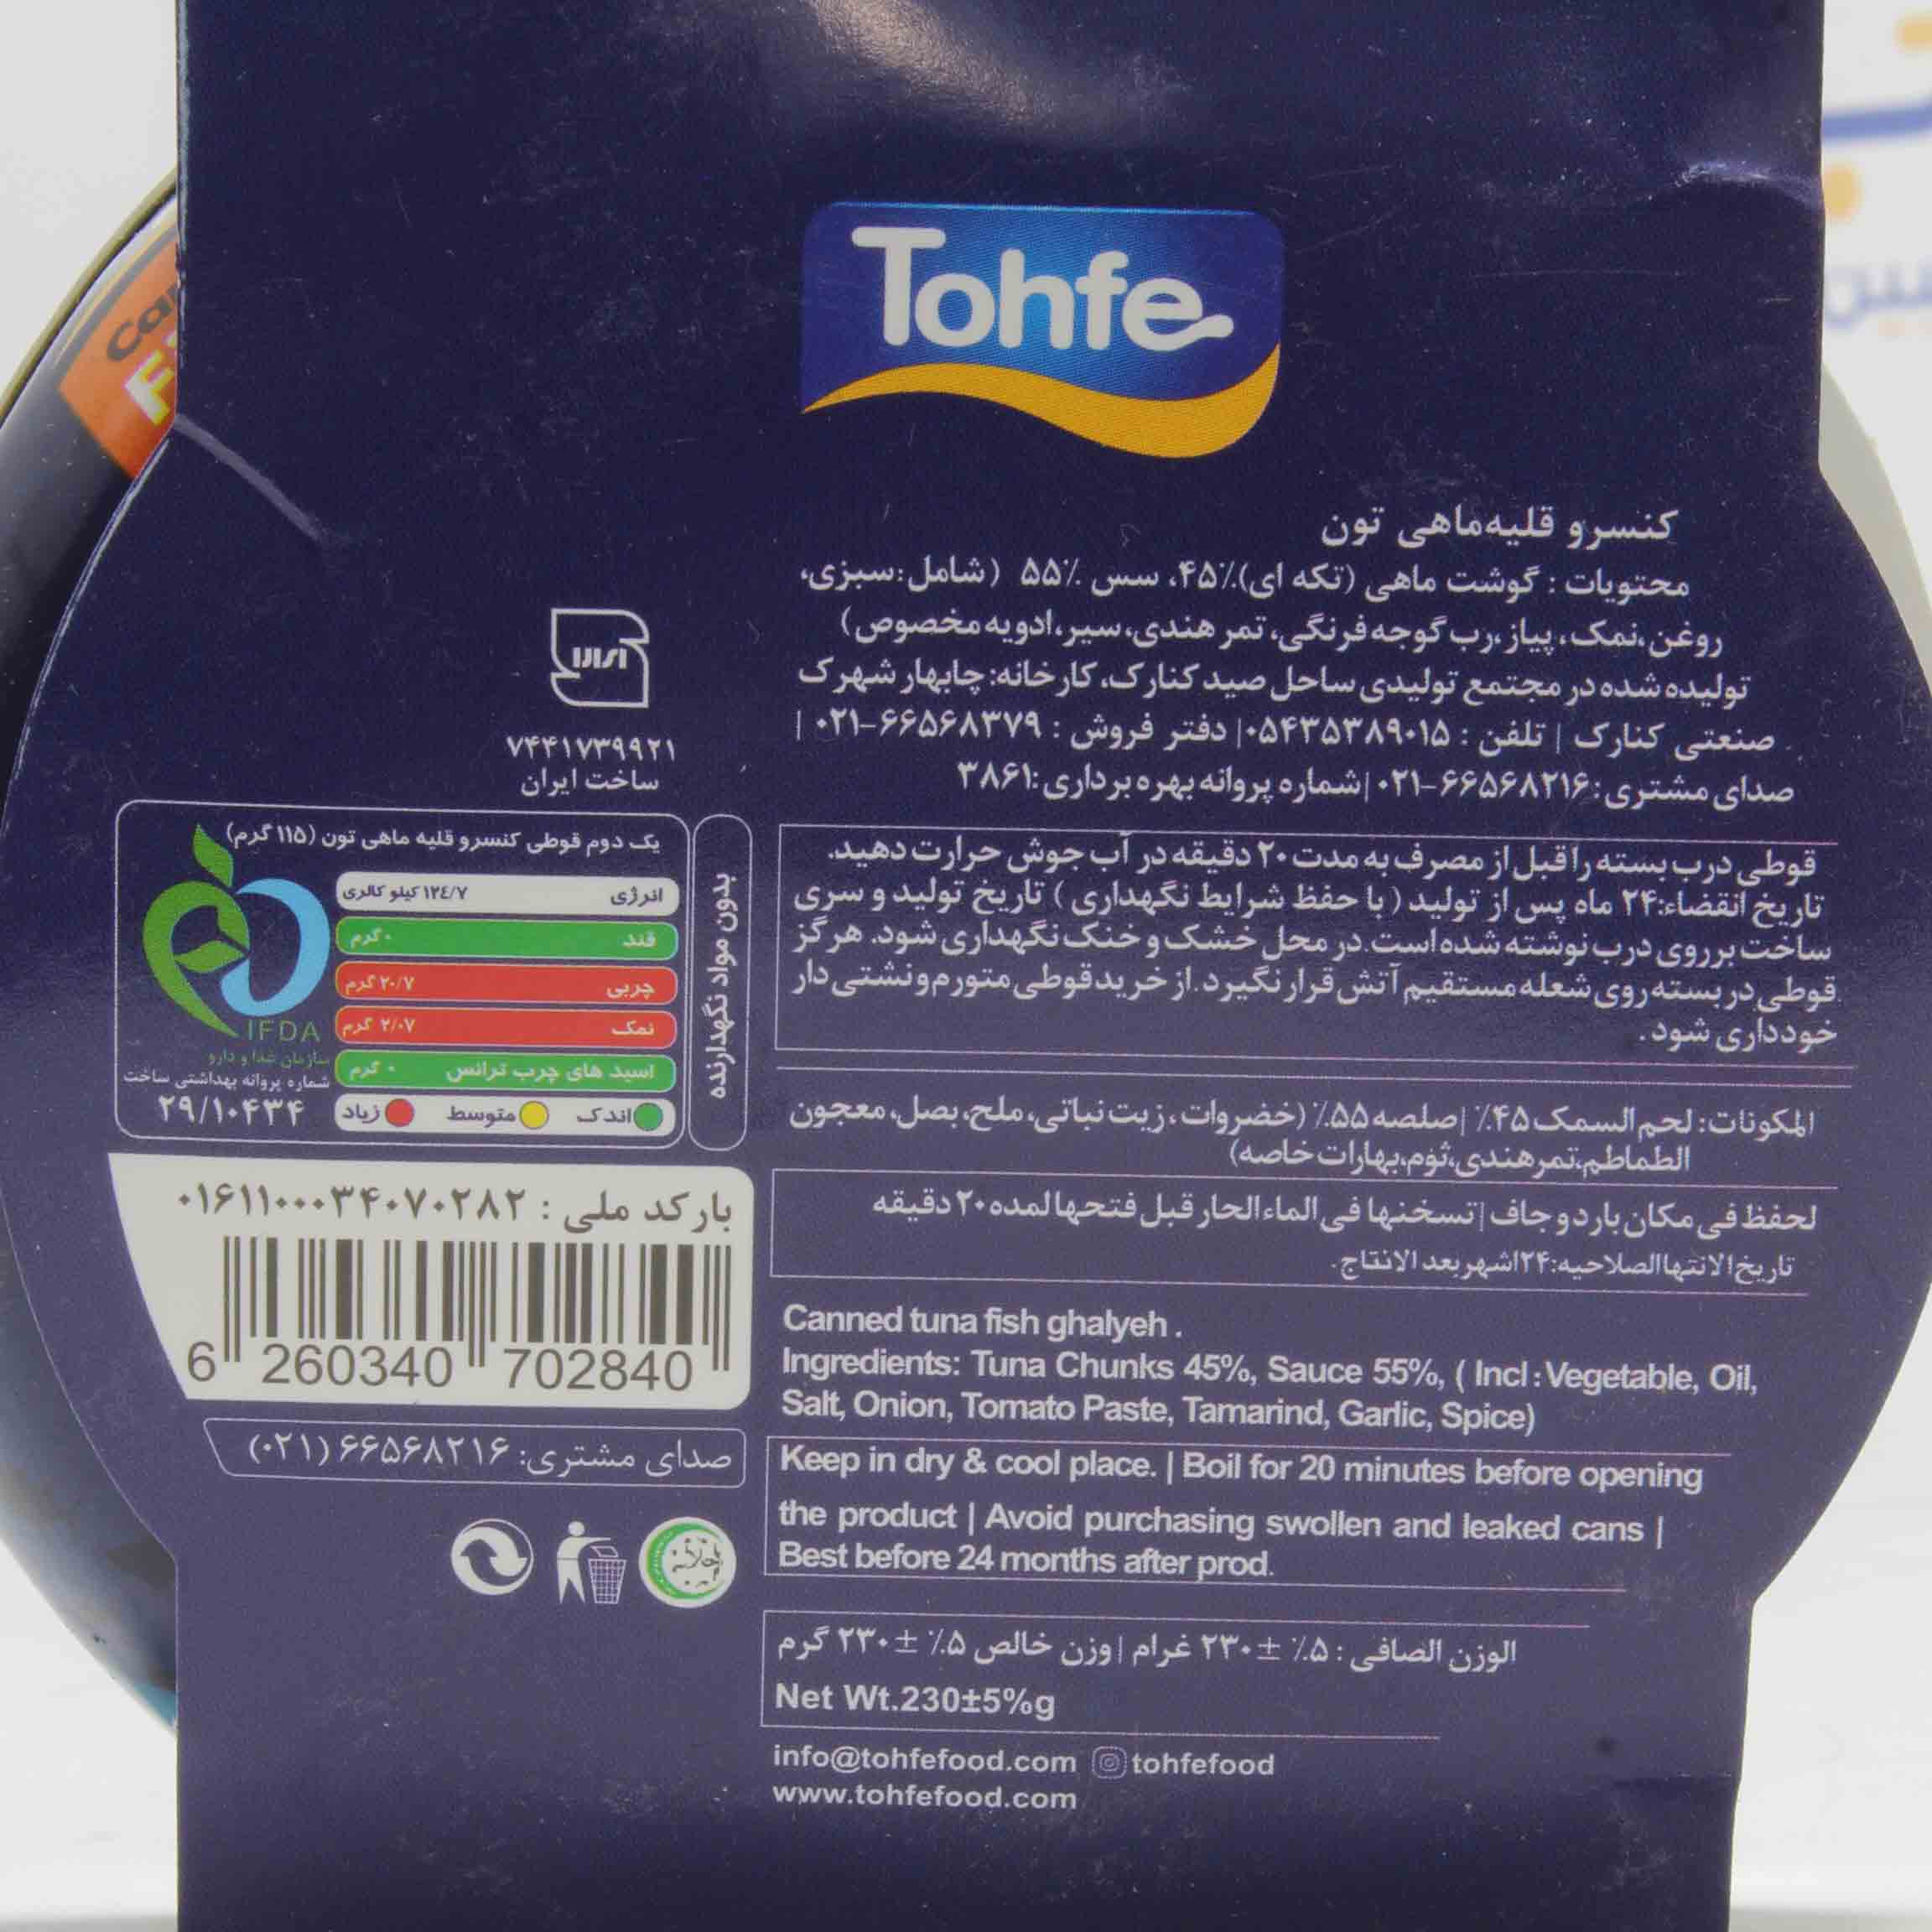 Tohfe
کنسرو قلیه‌ماهی تون
محتویات : گوشت ماهی (تکه ای)۴۵٪، سس ۵۵٪ (شامل:سبزی،
روغن،نمک، پیاز،رب گوجه فرنگی، تمر هندی،سیر،ادویه مخصوص)
تولیده شده در مجتمع تولیدی ساحل صید کنارک، کارخانه: چابهار شهرک
صنعتی کنارک | تلفن : ۰۵۴۳۵۳۸۹۰۱۵| دفتر فروش : ۶۶۵۶۸۳۷۹-۰۲۱ |
صدای مشتری:۶۶۵۶۸۲۱۶-۰۲۱ |شماره پروانه بهره برداری:۳۸۶۱
۷۴۴۱۷۳۹۹۲۱
ساخت ایران
قوطی درب بسته را قبل از مصرف به مدت ۲۰ دقیقه در آب جوش حرارت دهید.
تاریخ انقضاء:۲۴ ماه پس از تولید (با حفظ شرایط نگهداری) تاریخ تولید و سری
ساخت بر روی درب نوشته شده است.در محل خشک و خنک نگهداری شود. هرگز
قوطی در بسته روی شعله مستقیم آتش قرار نگیرد.از خرید قوطی متورم و نشتی دار
خودداری شود.
بدون مواد نگهدارنده
یک دوم قوطی کنسرو قلیه ماهی تون (۱۱۵ گرم)
انرژی ۱۲٤/۷ کیلو کالری
قند ۰ گرم
چربی ۲۰/۷ گرم
نمک ۲/۰۷ گرم
اسید های چرب ترانس ۰ گرم
اندک متوسط زیاد
IFDA
سازمان غذا و دارو
شماره پروانه بهداشتی ساخت
۲۹/۱۰۴۳۴
المکونات: لحم السمک ۴۵٪ |صلصه ۵۵٪ (خضروات، زیت نباتی، ملح، بصل، معجون
الطماطم،تمرهندی،ثوم،بهارات خاصه)
لحفظ فی مکان بارد و جاف |تسخنها فی الماء الحار قبل فتحها لمده ۲۰ دقیقه
تاریخ الانتها الصلاحیه:۲۴اشهر بعد الانتاج.
بارکد ملی : ۰۱۶۱۱۰۰۰۰۳۴۰۷۰۲۸۲
6 260340 702840
صدای مشتری: ۶۶۵۶۸۲۱۶ (۰۲۱)
Canned tuna fish ghalyeh .
Ingredients: Tuna Chunks 45%, Sauce 55%, ( Incl : Vegetable, Oil,
Salt, Onion, Tomato Paste, Tamarind, Garlic, Spice)
Keep in dry & cool place. | Boil for 20 minutes before opening
the product | Avoid purchasing swollen and leaked cans |
Best before 24 months after prod.
الوزن الصافی : ۵٪ ± ۲۳۰ غرام | وزن خالص ۵٪ ± ۲۳۰ گرم
Net Wt.230±5%g
info@tohfefood.com tohfefood
www.tohfefood.com